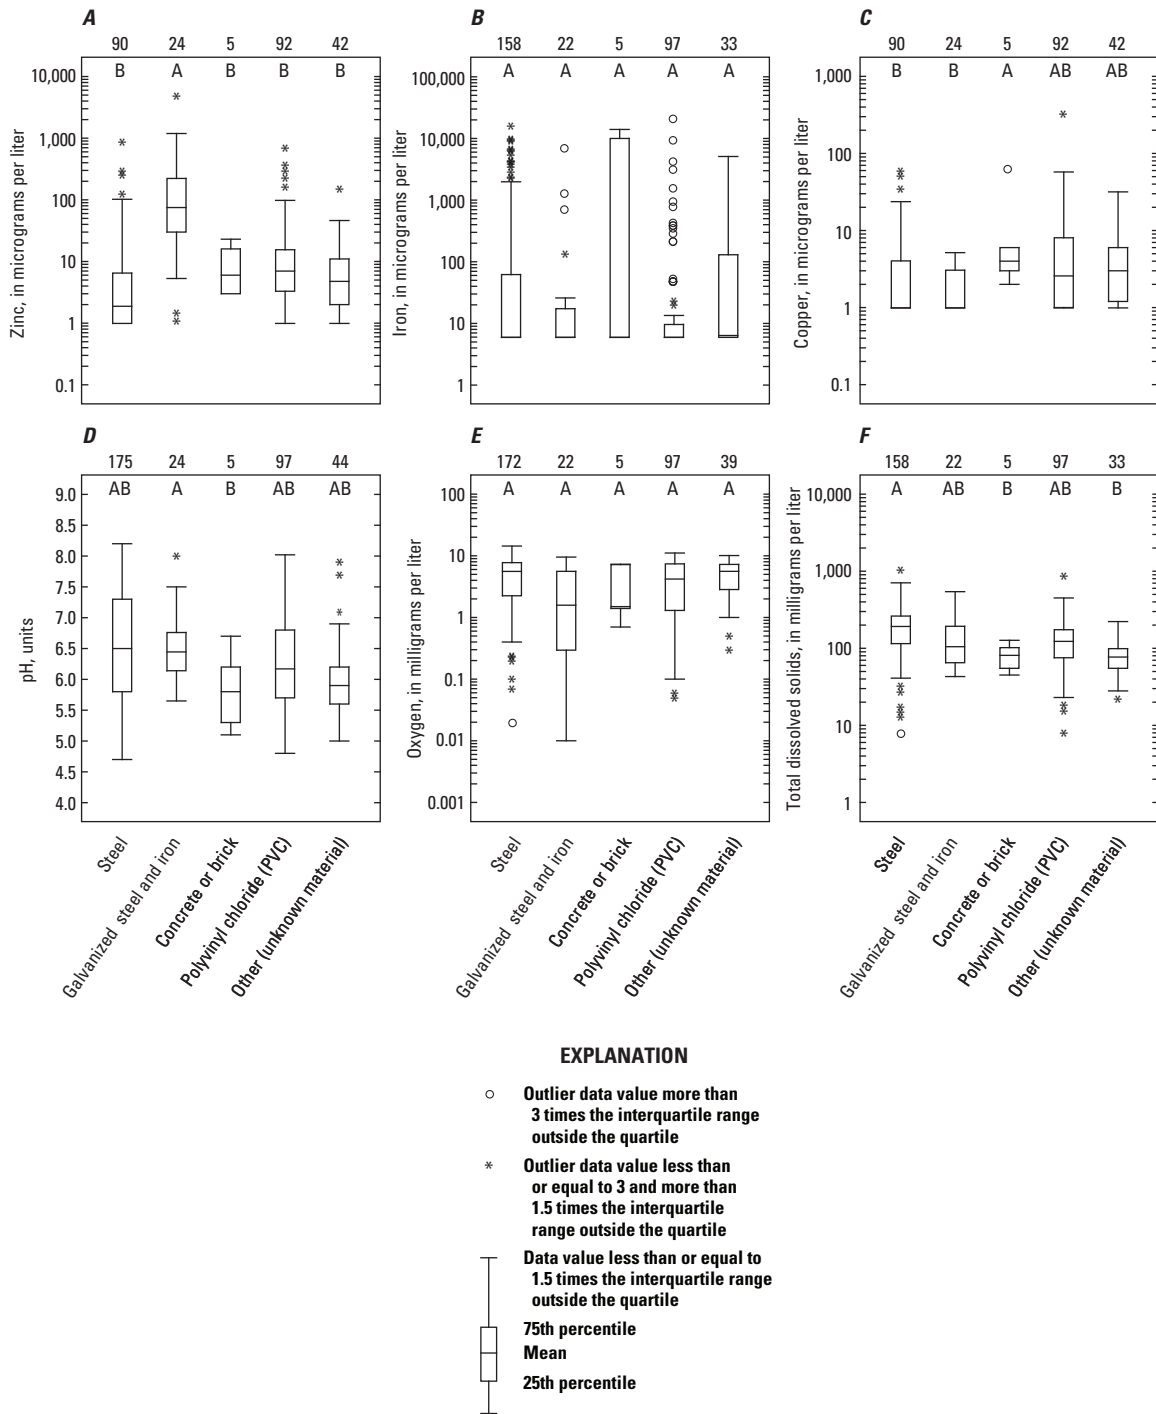 A
90 24 5 92 42
B A B B B
10,000
1,000
100
10
1
0.1
Zinc, in micrograms per liter
B
158 22 5 97 33
A A A A A
100,000
10,000
1,000
100
10
1
Iron, in micrograms per liter
C
90 24 5 92 42
B B A AB AB
1,000
100
10
1
0.1
Copper, in micrograms per liter
D
175 24 5 97 44
AB A B AB AB
9.0
8.5
8.0
7.5
7.0
6.5
6.0
5.5
5.0
4.5
4.0
pH, units
E
172 22 5 97 39
A A A A A
100
10
1
0.1
0.01
0.001
Oxygen, in milligrams per liter
F
158 22 5 97 33
A AB B AB B
10,000
1,000
100
10
1
Total dissolved solids, in milligrams per liter
Steel
Galvanized steel and iron
Concrete or brick
Polyvinyl chloride (PVC)
Other (unknown material)
Steel
Galvanized steel and iron
Concrete or brick
Polyvinyl chloride (PVC)
Other (unknown material)
Steel
Galvanized steel and iron
Concrete or brick
Polyvinyl chloride (PVC)
Other (unknown material)
EXPLANATION
Outlier data value more than
3 times the interquartile range
outside the quartile
Outlier data value less than
or equal to 3 and more than
1.5 times the interquartile
range outside the quartile
Data value less than or equal to
1.5 times the interquartile range
outside the quartile
75th percentile
Mean
25th percentile